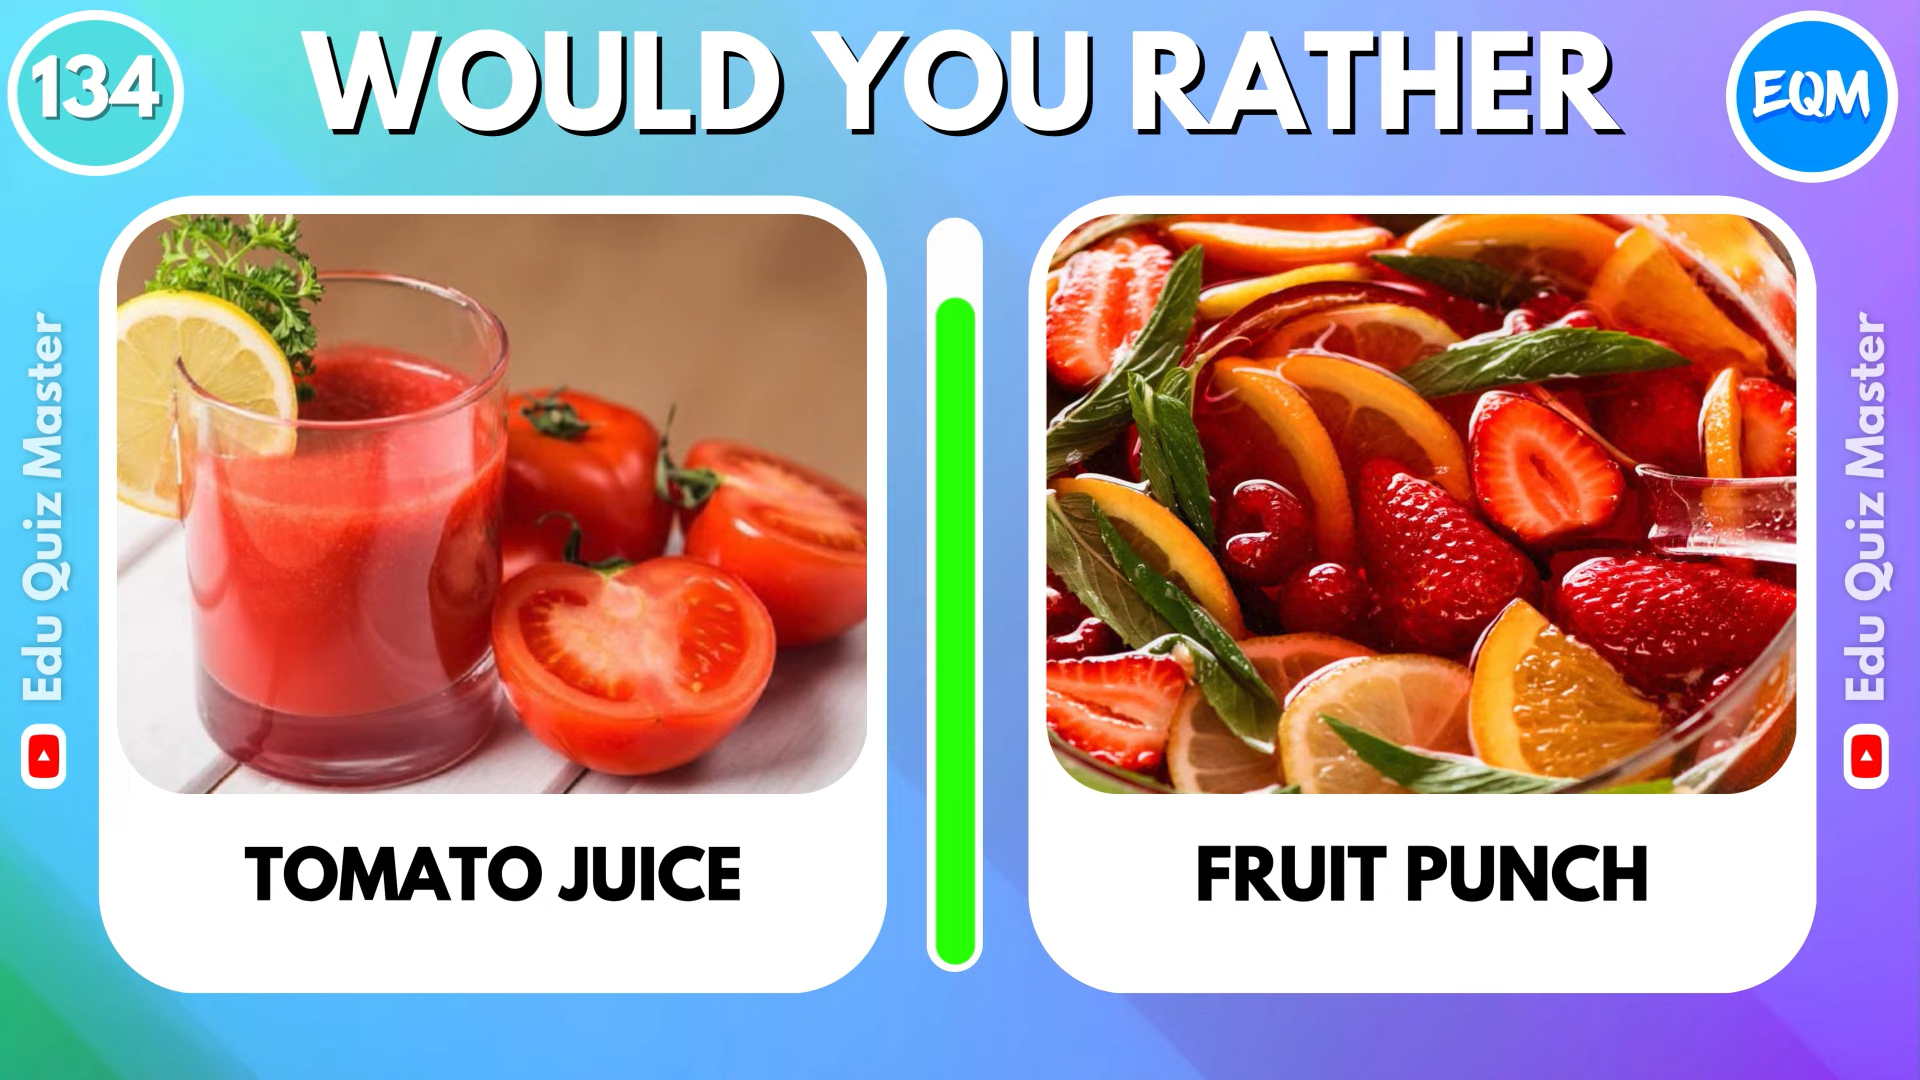 134
WOULD YOU RATHER
EQM
Edu Quiz Master
TOMATO JUICE
FRUIT PUNCH
Edu Quiz Master